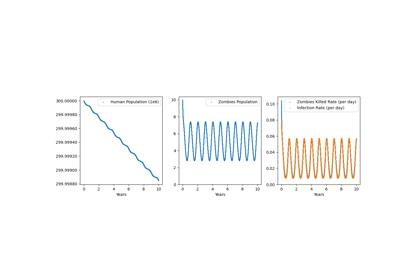 Human Population (1e6)
300.00000
299.99980
299.99960
299.99940
299.99920
299.99900
299.99880
0 2 4 6 8 10
Years
Zombies Population
10
8
6
4
2
0
0 2 4 6 8 10
Years
Zombies Killed Rate (per day)
Infection Rate (per day)
0.10
0.08
0.06
0.04
0.02
0.00
0 2 4 6 8 10
Years